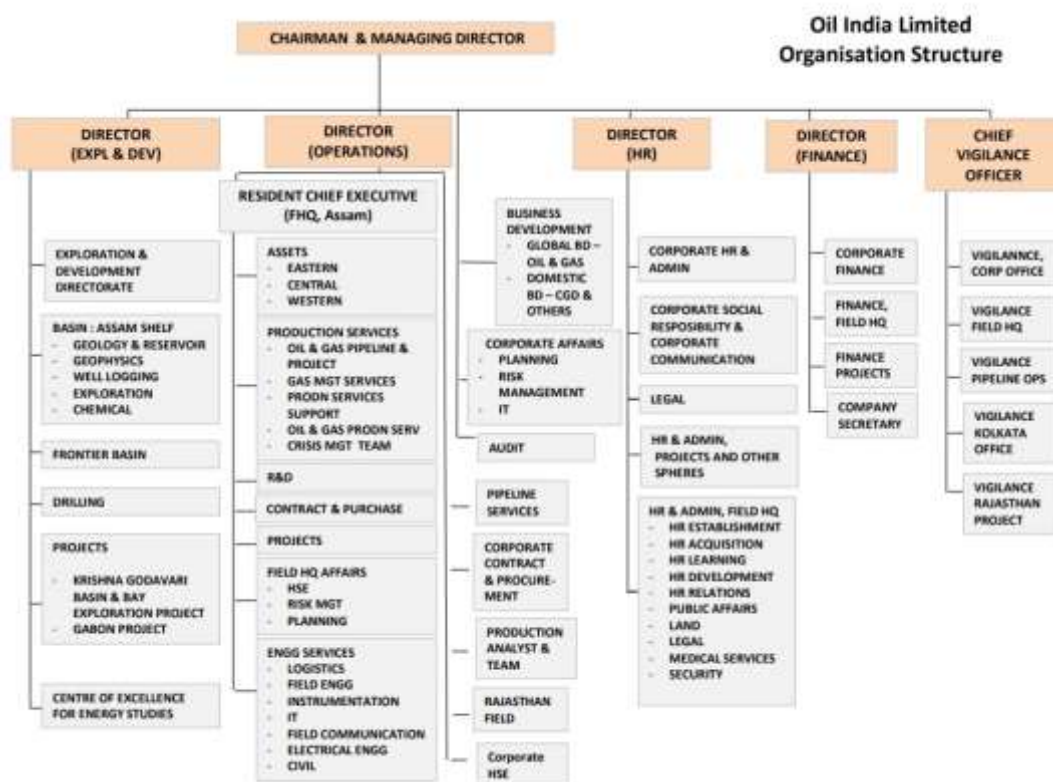 Oil India Limited
Organisation Structure
CHAIRMAN & MANAGING DIRECTOR
DIRECTOR
(EXPL & DEV)
EXPLORATION &
DEVELOPMENT
DIRECTORATE
BASIN : ASSAM SHELF
- GEOLOGY & RESERVOIR
- GEOPHYSICS
- WELL LOGGING
- EXPLORATION
- CHEMICAL
FRONTIER BASIN
DRILLING
PROJECTS
- KRISHNA GODAVARI
BASIN & BAY
EXPLORATION PROJECT
- GABON PROJECT
CENTRE OF EXCELLENCE
FOR ENERGY STUDIES
DIRECTOR
(OPERATIONS)
RESIDENT CHIEF EXECUTIVE
(FHQ, Assam)
ASSETS
- EASTERN
- CENTRAL
- WESTERN
PRODUCTION SERVICES
- OIL & GAS PIPELINE &
PROJECT
- GAS MGT SERVICES
- PRODN SERVICES
SUPPORT
- OIL & GAS PRODN SERV
- CRISIS MGT TEAM
R&D
CONTRACT & PURCHASE
PROJECTS
FIELD HQ AFFAIRS
- HSE
- RISK MGT
- PLANNING
ENGG SERVICES
- LOGISTICS
- FIELD ENGG
- INSTRUMENTATION
- IT
- FIELD COMMUNICATION
- ELECTRICAL ENGG
- CIVIL
BUSINESS
DEVELOPMENT
- GLOBAL BD –
OIL & GAS
- DOMESTIC
BD – CGD &
OTHERS
CORPORATE AFFAIRS
- PLANNING
- RISK
MANAGEMENT
- IT
AUDIT
PIPELINE
SERVICES
CORPORATE
CONTRACT
& PROCURE-
MENT
PRODUCTION
ANALYST &
TEAM
RAJASTHAN
FIELD
Corporate
HSE
DIRECTOR
(HR)
CORPORATE HR &
ADMIN
CORPORATE SOCIAL
RESPOSIBILITY &
CORPORATE
COMMUNICATION
LEGAL
HR & ADMIN,
PROJECTS AND OTHER
SPHERES
HR & ADMIN, FIELD HQ
- HR ESTABLISHMENT
- HR ACQUISITION
- HR LEARNING
- HR DEVELOPMENT
- HR RELATIONS
- PUBLIC AFFAIRS
- LAND
- LEGAL
- MEDICAL SERVICES
- SECURITY
DIRECTOR
(FINANCE)
CORPORATE
FINANCE
FINANCE,
FIELD HQ
FINANCE
PROJECTS
COMPANY
SECRETARY
CHIEF
VIGILANCE
OFFICER
VIGILANNCE,
CORP OFFICE
VIGILANCE
FIELD HQ
VIGILANCE
PIPELINE OPS
VIGILANCE
KOLKATA
OFFICE
VIGILANCE
RAJASTHAN
PROJECT